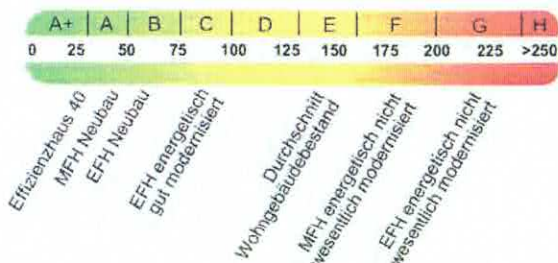 A+ A B C D E F G H
0 25 50 75 100 125 150 175 200 225 >250
Effizienzhaus 40
MFH Neubau
EFH Neubau
EFH energetisch
gut modernisiert
Durchschnitt
Wohngebäudebestand
MFH energetisch nicht
wesentlich modernisiert
EFH energetisch nicht
wesentlich modernisiert